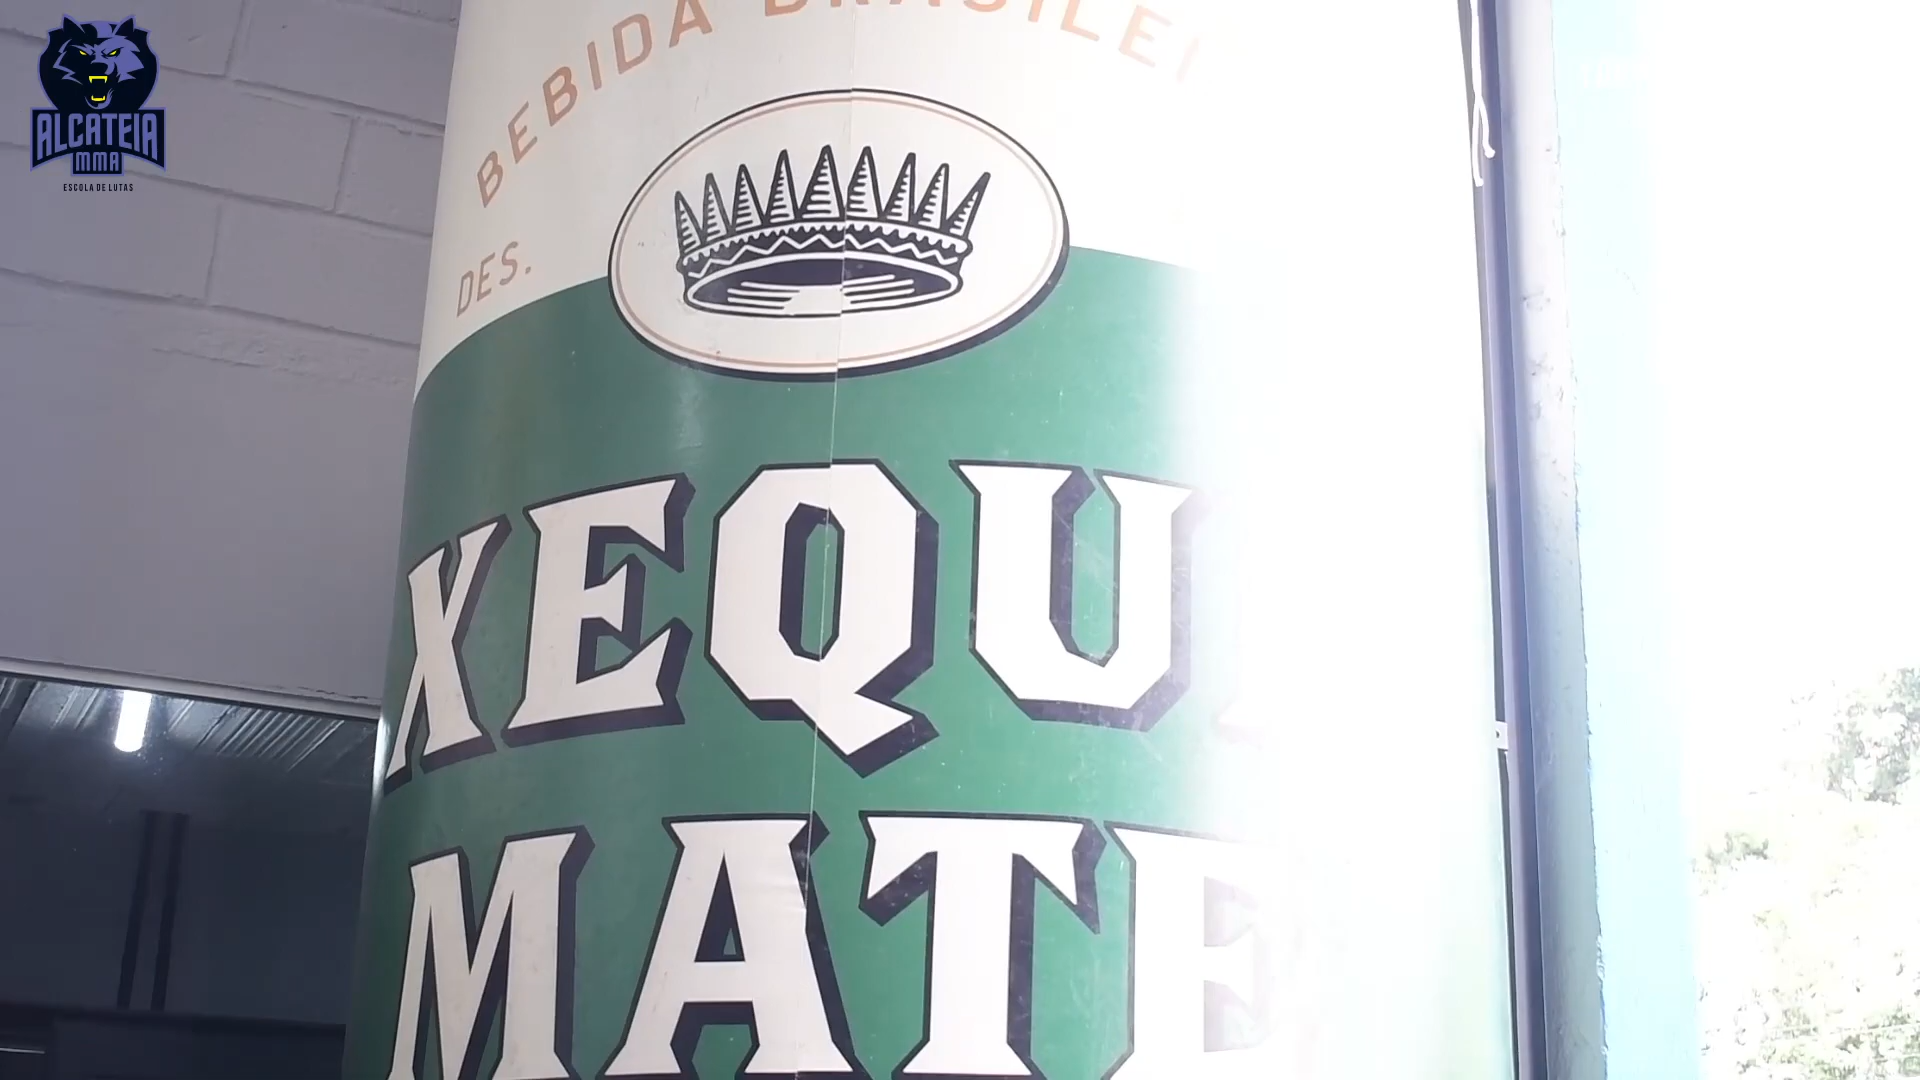 ALCATEIA
MMA
ESCOLA DE LUTAS
BEBIDA BRASILEI
DES.
XEQU
MATE